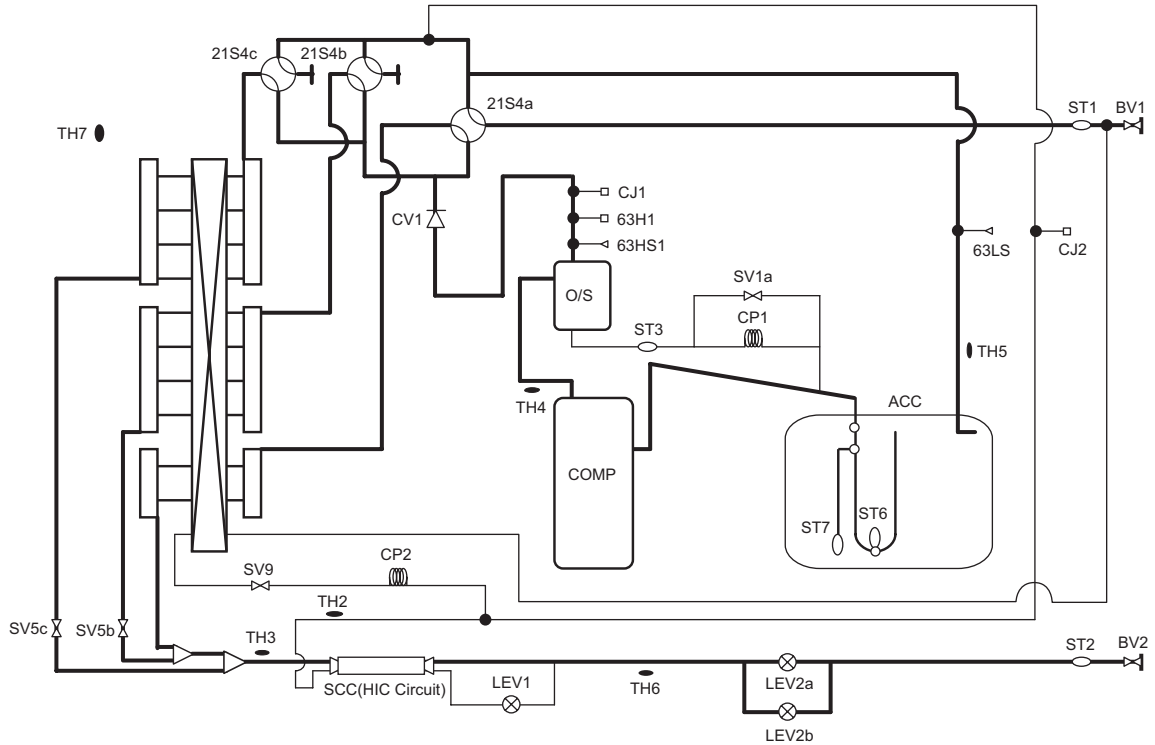 21S4c
21S4b
21S4a
ST1
BV1
TH7
CJ1
CV1
63H1
63HS1
63LS
CJ2
O/S
SV1a
ST3
CP1
TH5
TH4
ACC
COMP
ST7
ST6
CP2
SV9
TH2
SV5c
SV5b
TH3
ST2
BV2
SCC(HIC Circuit)
LEV1
TH6
LEV2a
LEV2b